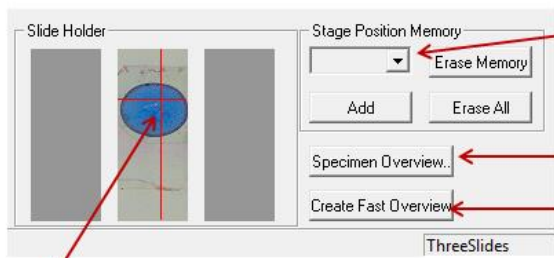 Slide Holder
Stage Position Memory
Erase Memory
Add
Erase All
Specimen Overview..
Create Fast Overview
ThreeSlides